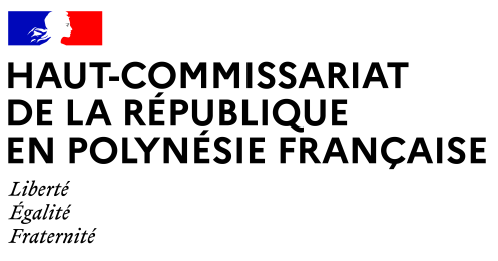 HAUT-COMMISSARIAT
DE LA RÉPUBLIQUE
EN POLYNÉSIE FRANÇAISE
Liberté
Égalité
Fraternité